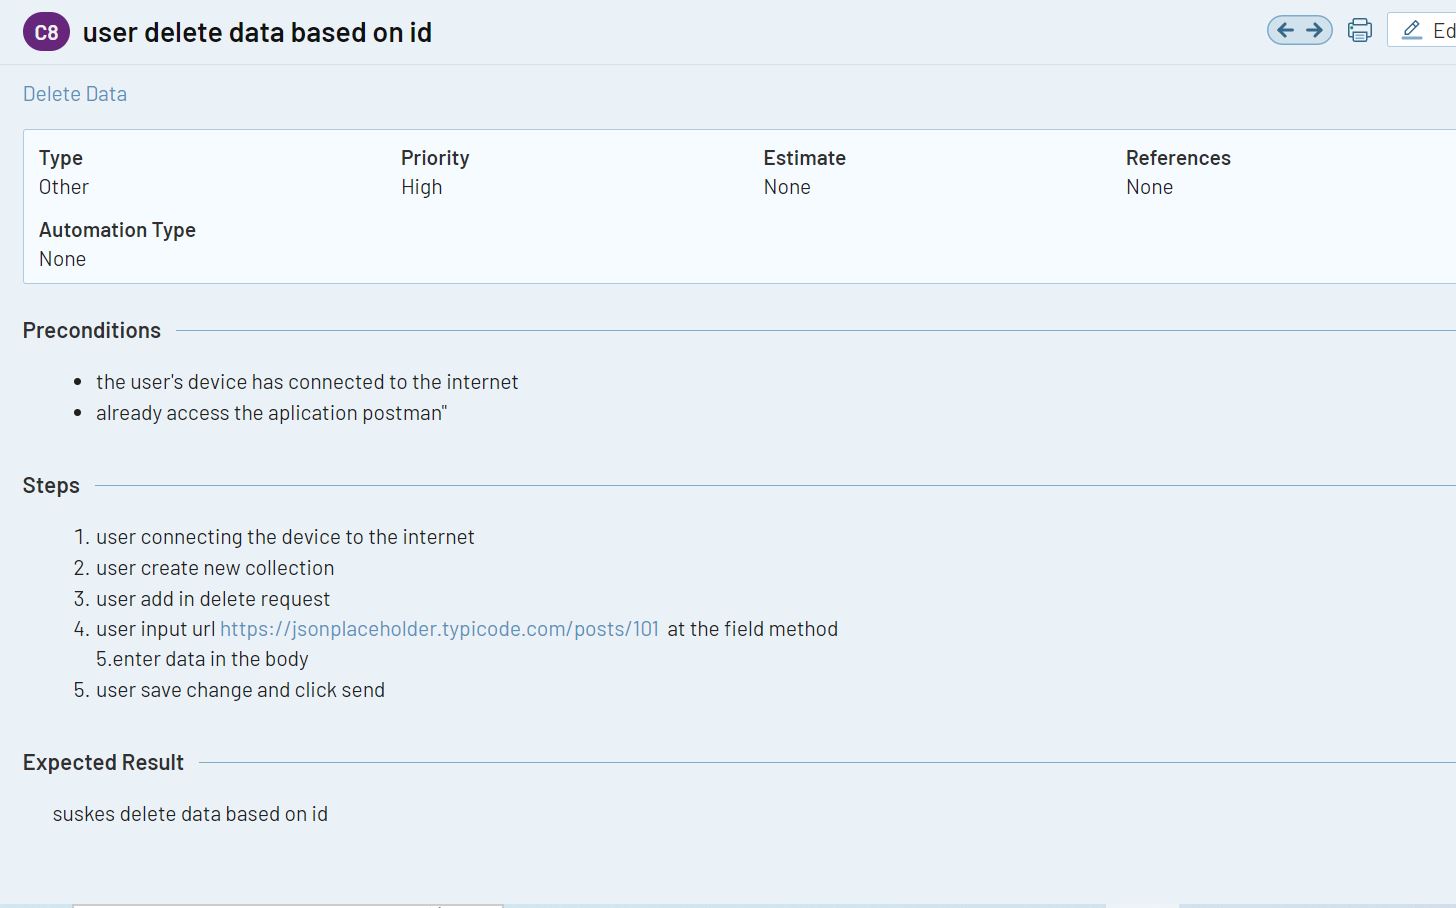 C8 user delete data based on id
Ed
Delete Data
Type Priority Estimate References
Other High None None
Automation Type
None
Preconditions
• the user's device has connected to the internet
• already access the aplication postman"
Steps
1. user connecting the device to the internet
2. user create new collection
3. user add in delete request
4. user input url https://jsonplaceholder.typicode.com/posts/101 at the field method
5.enter data in the body
5. user save change and click send
Expected Result
suskes delete data based on id